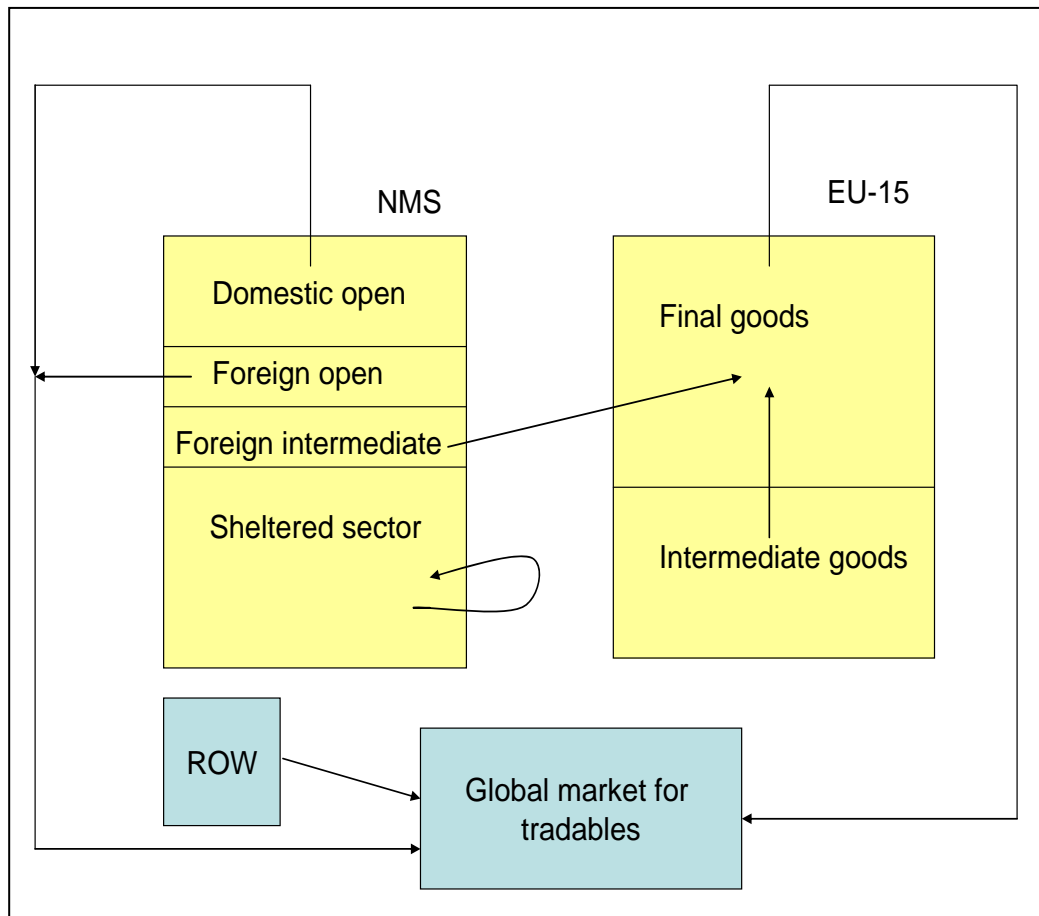 NMS
EU-15
Domestic open
Final goods
Foreign open
Foreign intermediate
Sheltered sector
Intermediate goods
ROW
Global market for
tradables